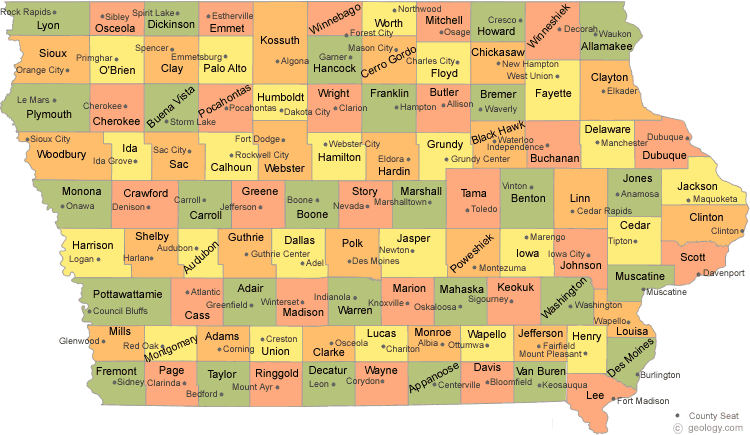 Rock Rapids
Lyon
Sibley
Osceola
Spirit Lake
Dickinson
Estherville
Emmet
Winnebago
Forest City
Northwood
Worth
Mitchell
Osage
Cresco
Howard
Winneshiek
Decorah
Waukon
Allamakee
Sioux
Orange City
Primghar
O'Brien
Spencer
Clay
Emmetsburg
Palo Alto
Kossuth
Algona
Garner
Hancock
Mason City
Cerro Gordo
Charles City
Floyd
Chickasaw
New Hampton
West Union
Fayette
Clayton
Elkader
Le Mars
Plymouth
Cherokee
Cherokee
Buena Vista
Storm Lake
Pocahontas
Pocahontas
Humboldt
Dakota City
Wright
Clarion
Franklin
Hampton
Butler
Allison
Bremer
Waverly
Sioux City
Woodbury
Ida
Ida Grove
Sac City
Sac
Rockwell City
Calhoun
Fort Dodge
Webster
Webster City
Hamilton
Eldora
Hardin
Grundy
Grundy Center
Black Hawk
Waterloo
Independence
Buchanan
Delaware
Manchester
Dubuque
Dubuque
Monona
Onawa
Crawford
Denison
Carroll
Carroll
Greene
Jefferson
Boone
Boone
Story
Nevada
Marshall
Marshalltown
Tama
Toledo
Vinton
Benton
Linn
Cedar Rapids
Jones
Anamosa
Jackson
Maquoketa
Clinton
Clinton
Harrison
Logan
Shelby
Harlan
Audubon
Audubon
Guthrie
Guthrie Center
Dallas
Adel
Polk
Des Moines
Jasper
Newton
Poweshiek
Montezuma
Marengo
Iowa
Iowa City
Johnson
Cedar
Tipton
Scott
Davenport
Muscatine
Muscatine
Pottawattamie
Council Bluffs
Atlantic
Cass
Adair
Greenfield
Winterset
Madison
Indianola
Warren
Marion
Knoxville
Mahaska
Oskaloosa
Keokuk
Sigourney
Washington
Washington
Wapello
Louisa
Mills
Glenwood
Red Oak
Montgomery
Adams
Corning
Creston
Union
Osceola
Clarke
Lucas
Chariton
Monroe
Albia
Wapello
Ottumwa
Jefferson
Fairfield
Mount Pleasant
Henry
Des Moines
Burlington
Fremont
Sidney
Page
Clarinda
Taylor
Bedford
Ringgold
Mount Ayr
Decatur
Leon
Wayne
Corydon
Appanoose
Centerville
Davis
Bloomfield
Van Buren
Keosauqua
Lee
Fort Madison
County Seat
© geology.com